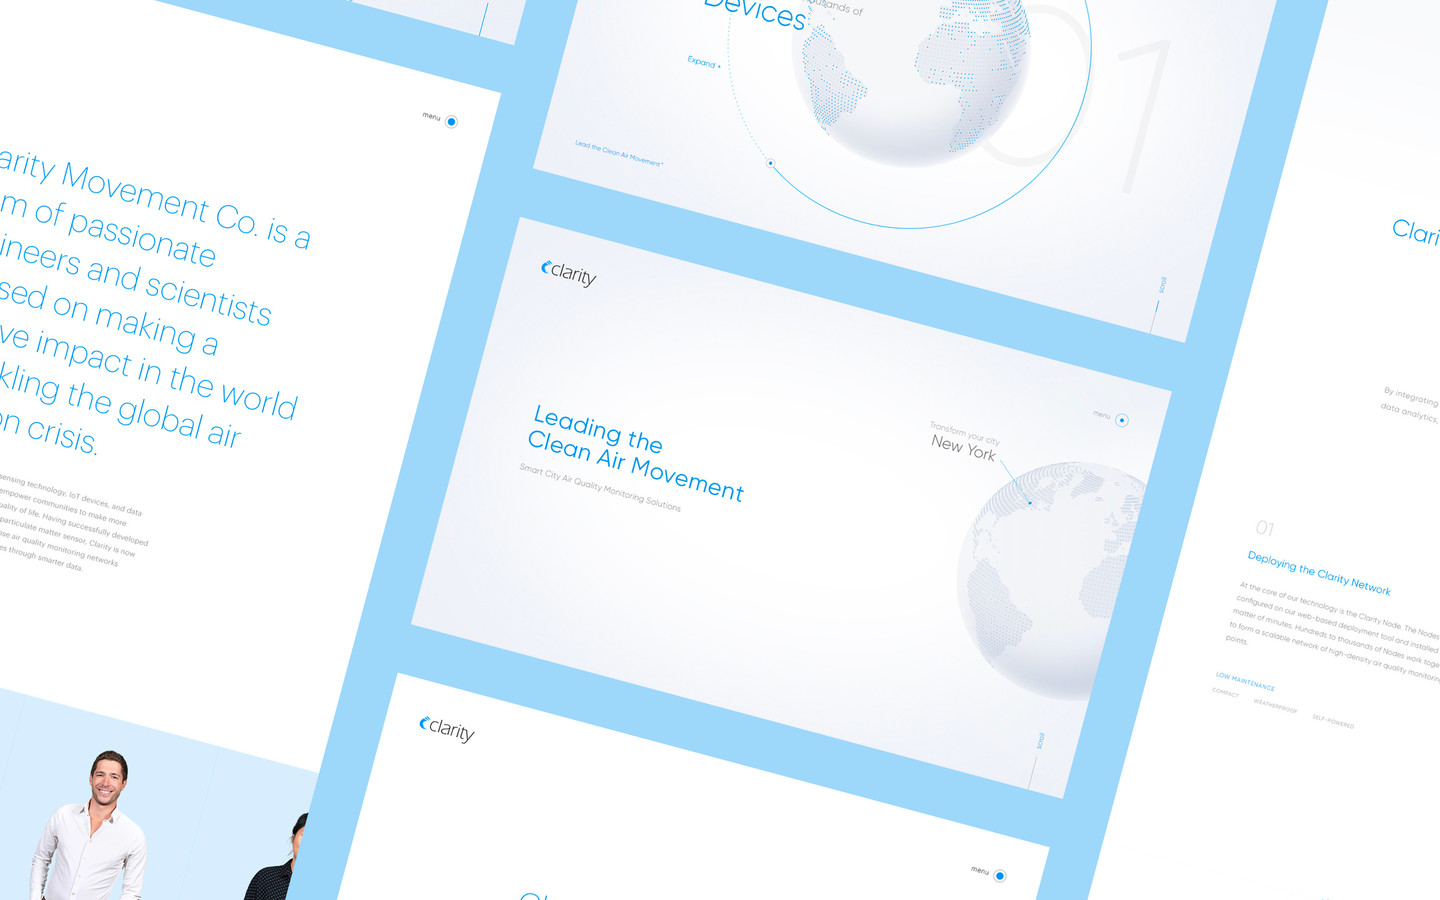 menu
arity Movement Co. is a
m of passionate
ineers and scientists
sed on making a
ve impact in the world
kling the global air
on crisis.
sensing technology, IoT devices, and data
empower communities to make more
ality of life. Having successfully developed
particulate matter sensor, Clarity is now
se air quality monitoring networks
es through smarter data.
Devices
usands of
Expand +
Lead the Clean Air Movement™
01
scroll
clarity
menu
Leading the
Clean Air Movement
Smart City Air Quality Monitoring Solutions
Transform your city
New York
scroll
clarity
menu
Clari
By integrating
data analytics,
01
Deploying the Clarity Network
At the core of our technology is the Clarity Node. The Nodes
configured on our web-based deployment tool and installed
matter of minutes. Hundreds to thousands of Nodes work toge
to form a scalable network of high-density air quality monitoring
points.
LOW MAINTENANCE
COMPACT WEATHERPROOF SELF-POWERED